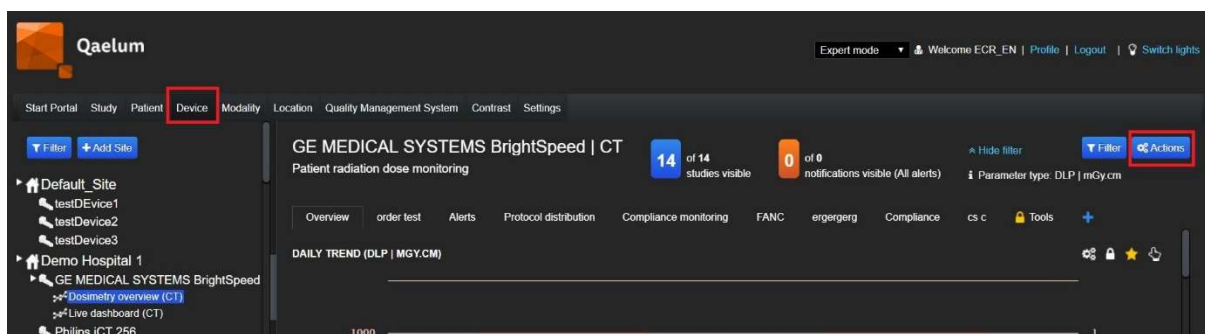 Qaelum
Expert mode Welcome ECR_EN | Profile | Logout | Switch lights
Start Portal Study Patient Device Modality Location Quality Management System Contrast Settings
Filter +Add Site
Default_Site
testDEvice1
testDevice2
testDevice3
Demo Hospital 1
GE MEDICAL SYSTEMS BrightSpeed
Dosimetry overview (CT)
Live dashboard (CT)
Philips iCT 256
GE MEDICAL SYSTEMS BrightSpeed | CT
Patient radiation dose monitoring
14 of 14
studies visible
0 of 0
notifications visible (All alerts)
Hide filter
Parameter type: DLP | mGy.cm
Filter Actions
Overview order test Alerts Protocol distribution Compliance monitoring FANC ergergerg Compliance cs c Tools +
DAILY TREND (DLP | MGY.CM)
1000 1